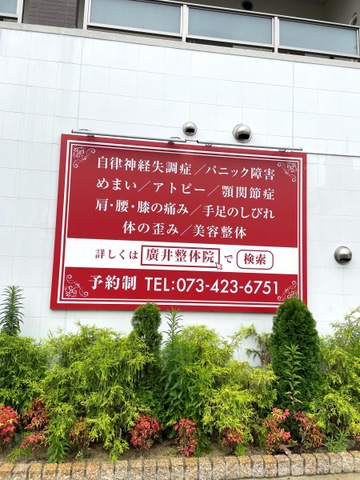 自律神経失調症／パニック障害
めまい／アトピー／顎関節症
肩・腰・膝の痛み／手足のしびれ
体の歪み／美容整体
詳しくは 廣井整体院 で 検索
予約制 TEL:073-423-6751